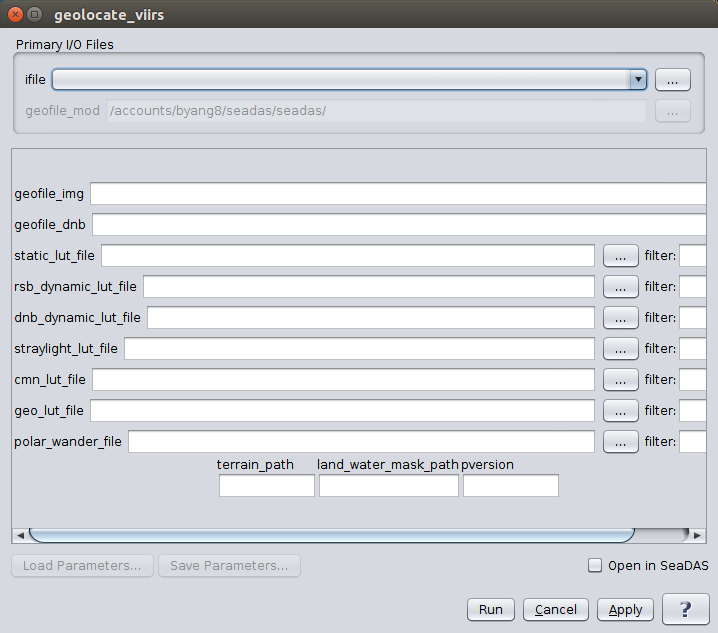 geolocate_viirs
Primary I/O Files
ifile ...
geofile_mod /accounts/byang8/seadas/seadas/ ...
geofile_img
geofile_dnb
static_lut_file ... filter:
rsb_dynamic_lut_file ... filter:
dnb_dynamic_lut_file ... filter:
straylight_lut_file ... filter:
cmn_lut_file ... filter:
geo_lut_file ... filter:
polar_wander_file ... filter:
terrain_path land_water_mask_path pversion
Load Parameters... Save Parameters... Open in SeaDAS
Run Cancel Apply ?